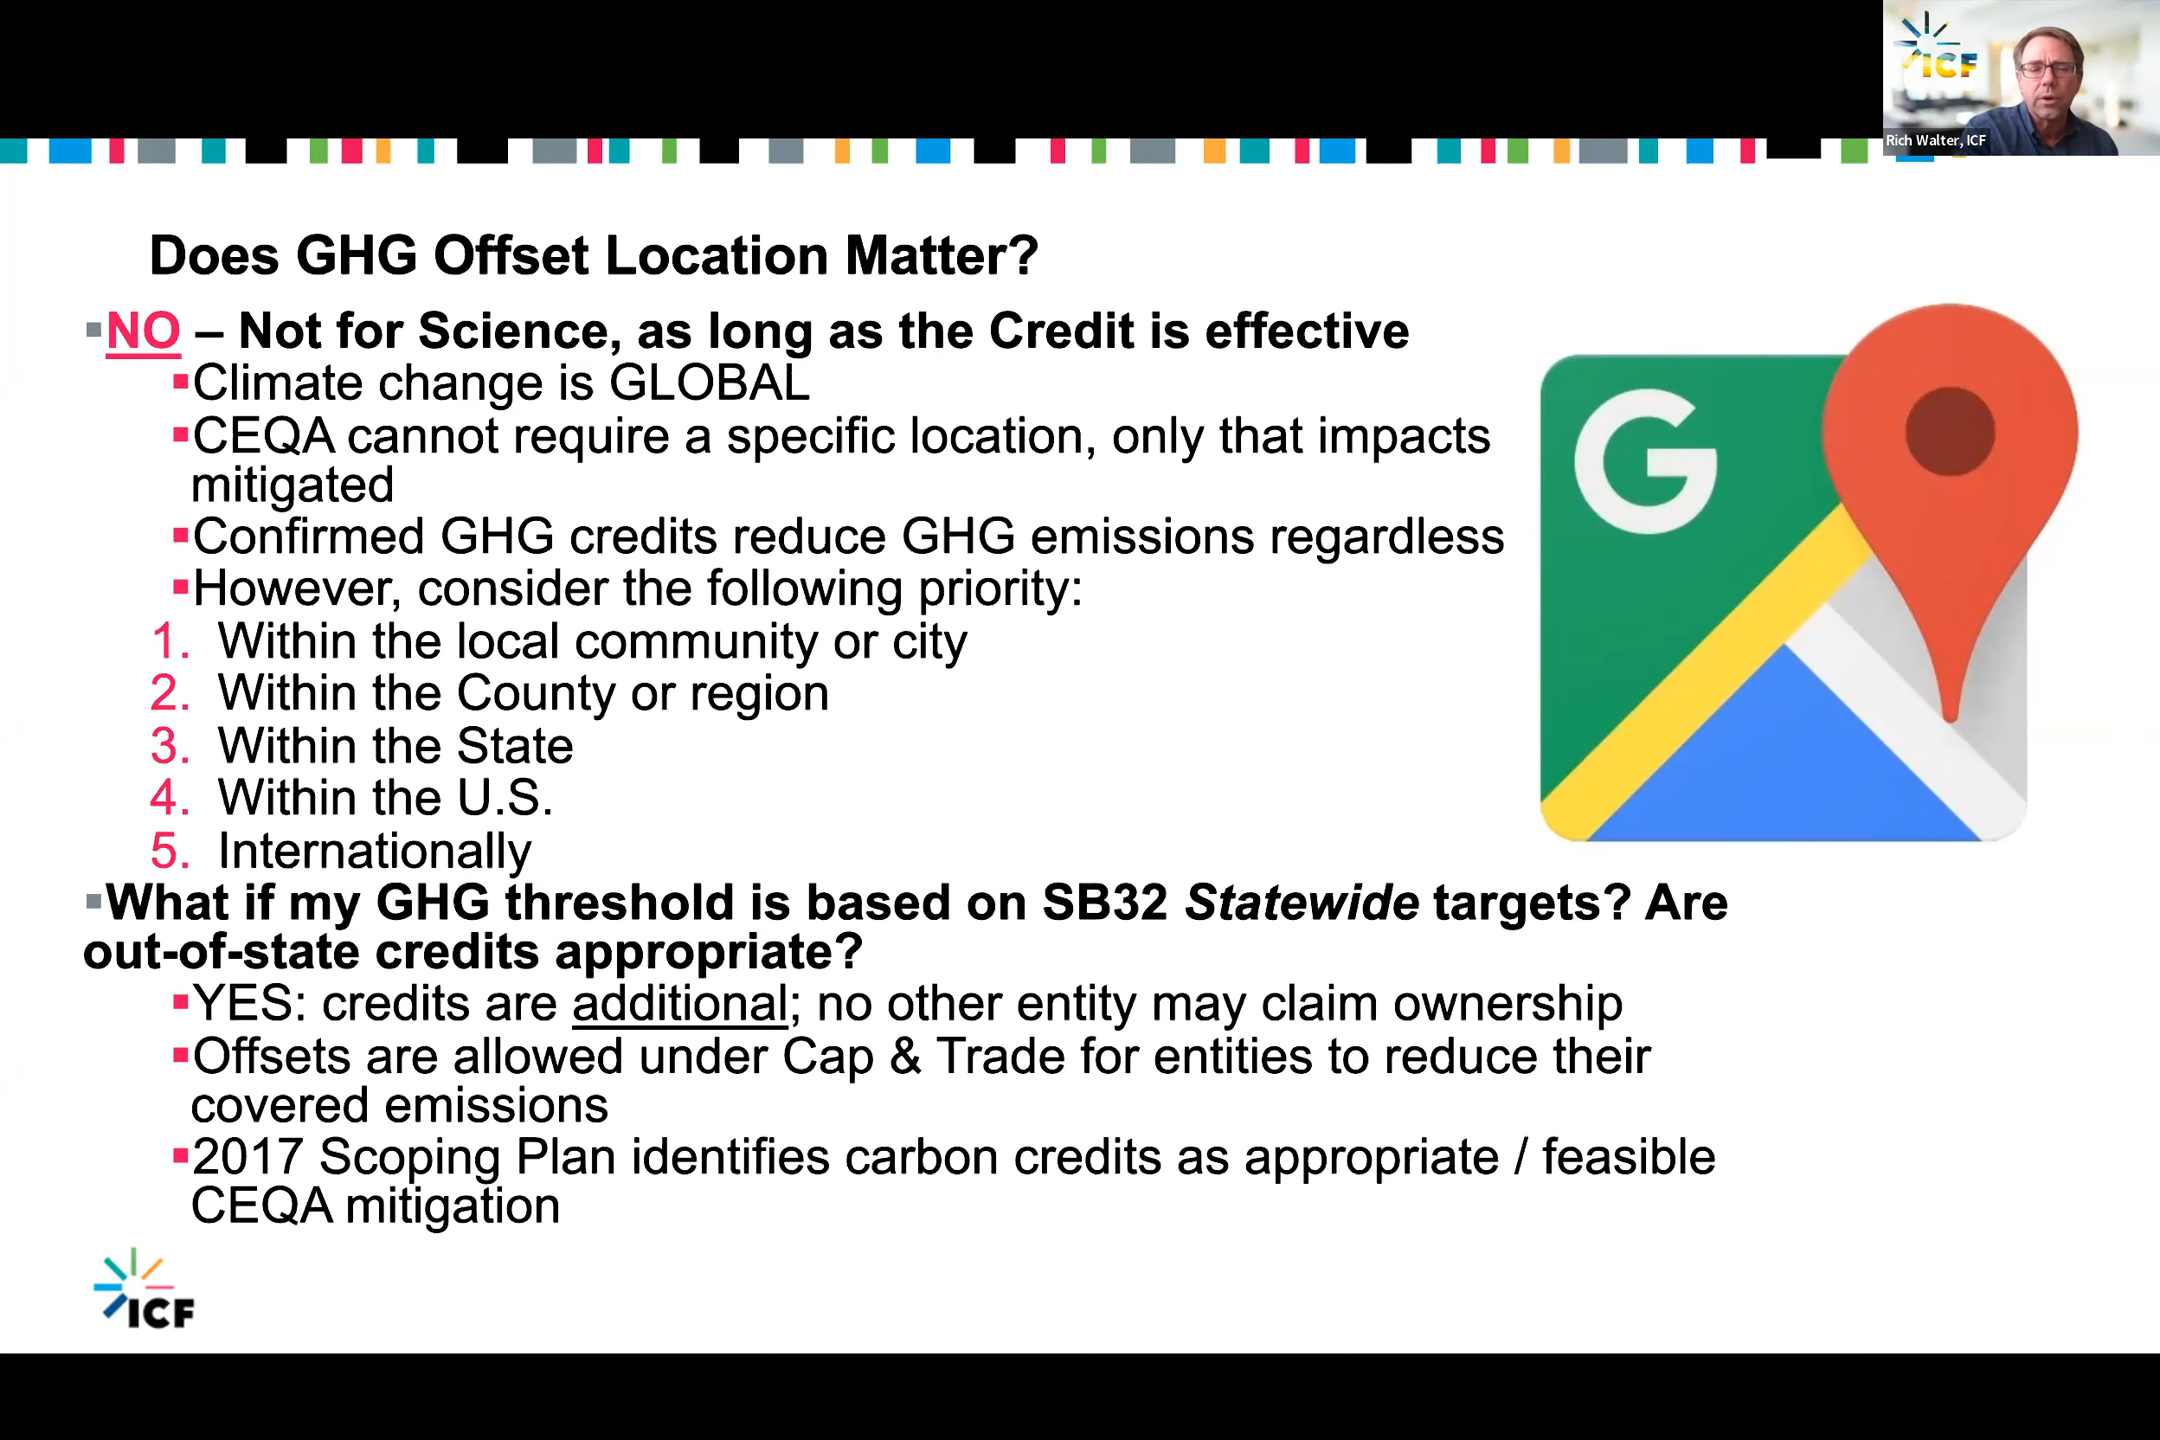 ICF
Rich Walter, ICF
Does GHG Offset Location Matter?
▪NO – Not for Science, as long as the Credit is effective
▪Climate change is GLOBAL
▪CEQA cannot require a specific location, only that impacts
mitigated
▪Confirmed GHG credits reduce GHG emissions regardless
▪However, consider the following priority:
1. Within the local community or city
2. Within the County or region
3. Within the State
4. Within the U.S.
5. Internationally
G
▪What if my GHG threshold is based on SB32 Statewide targets? Are
out-of-state credits appropriate?
▪YES: credits are additional; no other entity may claim ownership
▪Offsets are allowed under Cap & Trade for entities to reduce their
covered emissions
▪2017 Scoping Plan identifies carbon credits as appropriate / feasible
CEQA mitigation
ICF